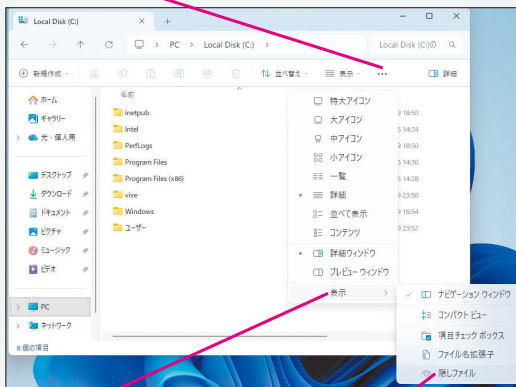 Local Disk (C:)
PC > Local Disk (C:) >
Local Disk (C:)の
新規作成
並べ替え
表示
詳細
ホーム
ギャラリー
光 - 個人用
デスクトップ
ダウンロード
ドキュメント
ピクチャ
ミュージック
ビデオ
PC
ネットワーク
8 個の項目
名前
inetpub
Intel
PerfLogs
Program Files
Program Files (x86)
vive
Windows
ユーザー
9 18:50
5 14:24
9 18:50
5 14:30
5 14:28
9 23:50
9 16:54
9 23:52
特大アイコン
大アイコン
中アイコン
小アイコン
一覧
詳細
並べて表示
コンテンツ
詳細ウィンドウ
プレビュー ウィンドウ
表示 >
ナビゲーション ウィンドウ
コンパクト ビュー
項目チェック ボックス
ファイル名拡張子
隠しファイル